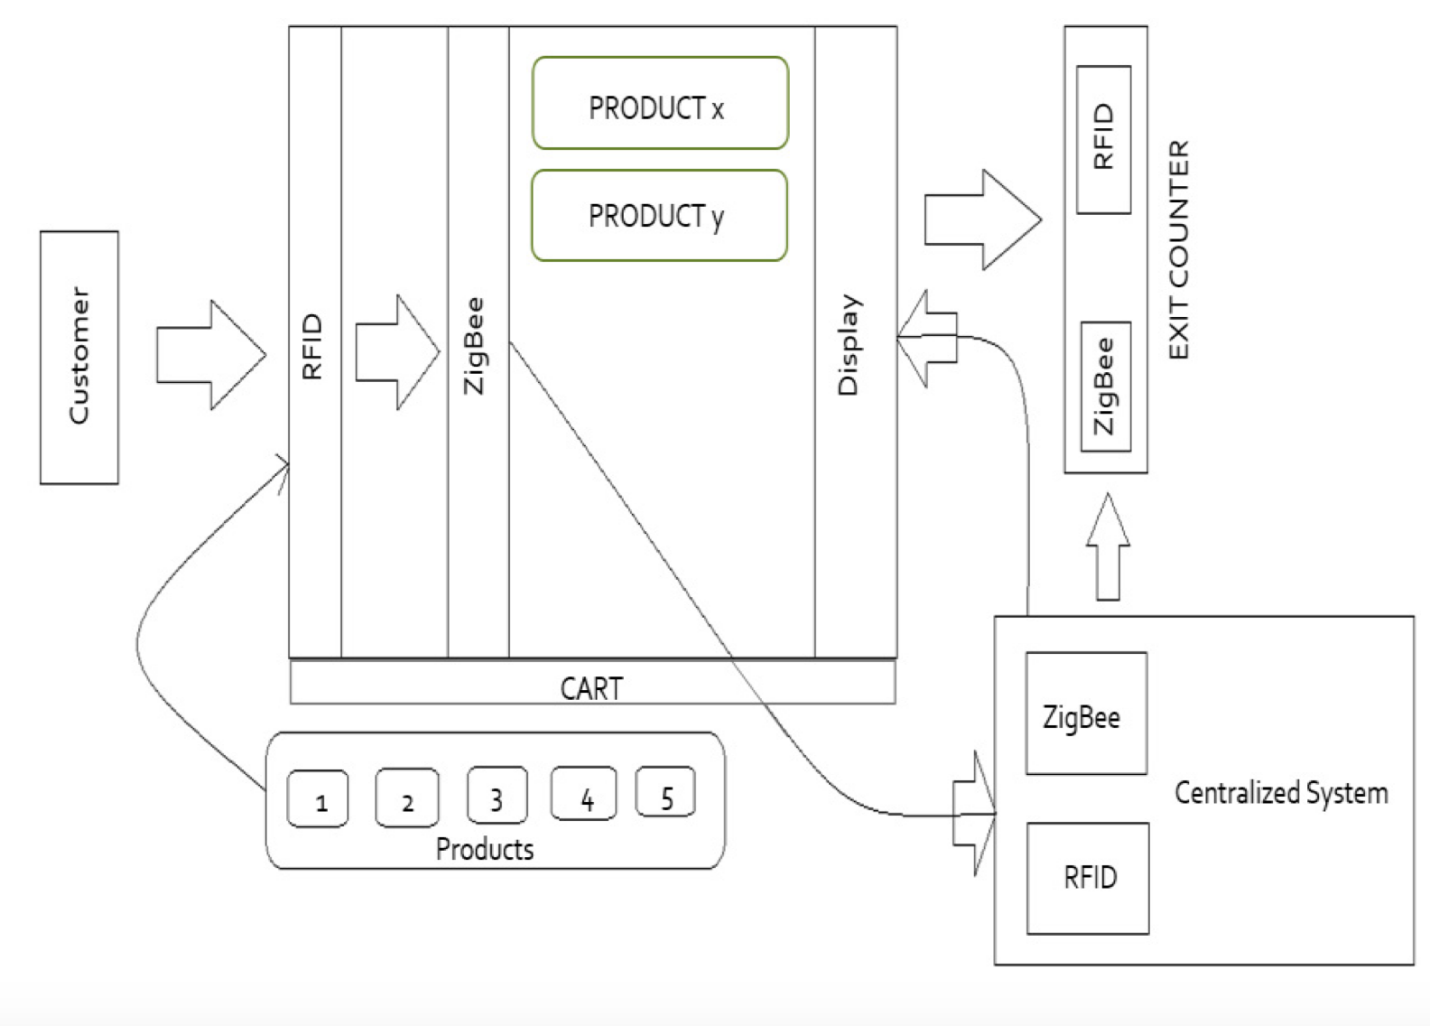 Customer
RFID
ZigBee
PRODUCT x
PRODUCT y
Display
CART
RFID
ZigBee
EXIT COUNTER
1 2 3 4 5
Products
ZigBee
Centralized System
RFID